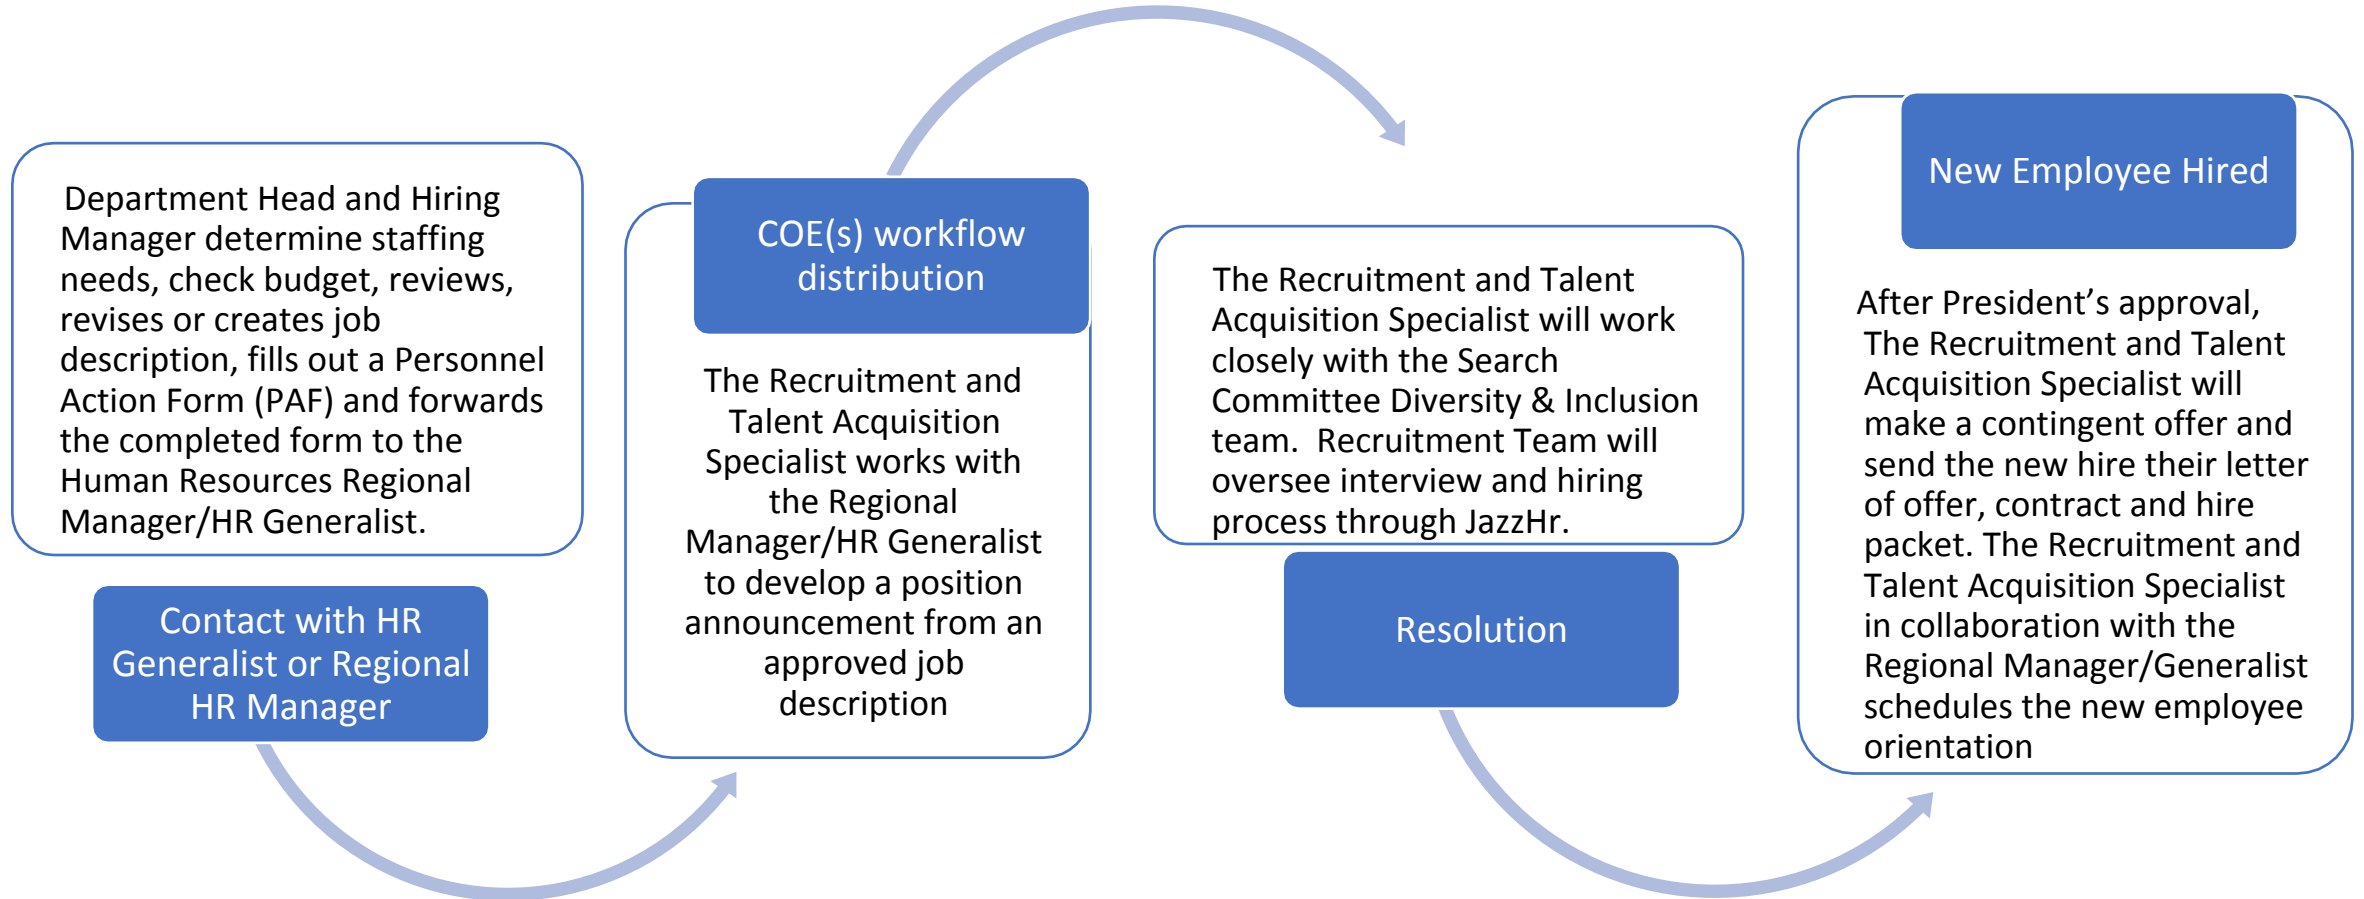 Department Head and Hiring
Manager determine staffing
needs, check budget, reviews,
revises or creates job
description, fills out a Personnel
Action Form (PAF) and forwards
the completed form to the
Human Resources Regional
Manager/HR Generalist.
Contact with HR
Generalist or Regional
HR Manager
COE(s) workflow
distribution
The Recruitment and
Talent Acquisition
Specialist works with
the Regional
Manager/HR Generalist
to develop a position
announcement from an
approved job
description
The Recruitment and Talent
Acquisition Specialist will work
closely with the Search
Committee Diversity & Inclusion
team.  Recruitment Team will
oversee interview and hiring
process through JazzHr.
Resolution
New Employee Hired
After President’s approval,
The Recruitment and Talent
Acquisition Specialist will
make a contingent offer and
send the new hire their letter
of offer, contract and hire
packet. The Recruitment and
Talent Acquisition Specialist
in collaboration with the
Regional Manager/Generalist
schedules the new employee
orientation